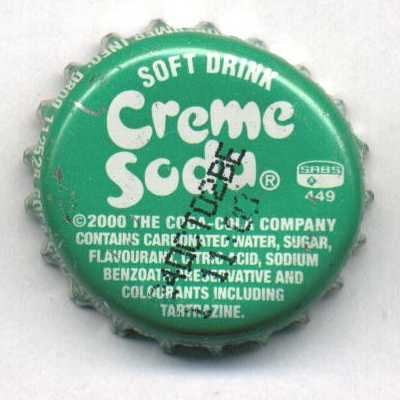 SOFT DRINK
Creme
Soda®
SABS
449
©2000 THE COCA-COLA COMPANY
CONTAINS CARBONATED WATER, SUGAR,
FLAVOURANT, CITRIC ACID, SODIUM
BENZOATE PRESERVATIVE AND
COLOURANTS INCLUDING
TARTRAZINE.